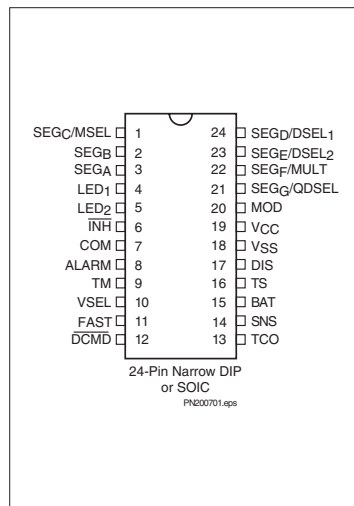 SEGC/MSEL 1 24 SEGD/DSEL1
SEGB 2 23 SEGE/DSEL2
SEGA 3 22 SEGF/MULT
LED1 4 21 SEGG/QDSEL
LED2 5 20 MOD
INH 6 19 VCC
COM 7 18 VSS
ALARM 8 17 DIS
TM 9 16 TS
VSEL 10 15 BAT
FAST 11 14 SNS
DCMD 12 13 TCO
24-Pin Narrow DIP
or SOIC
PN200701.eps